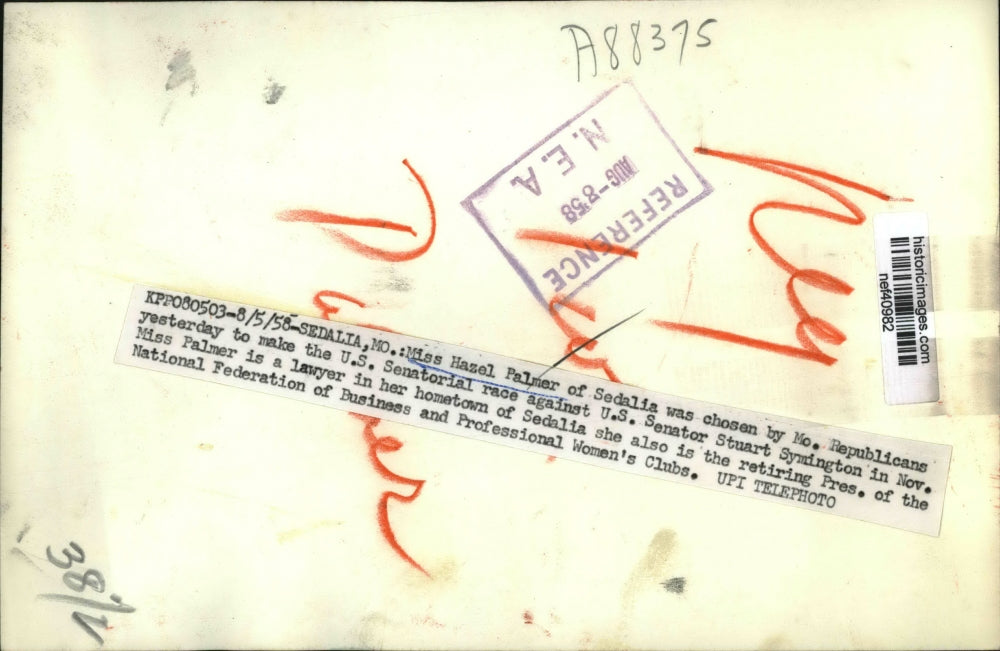 A88375
REFERENCE
AUG-8-'58
N. E. A
historicimages.com
nef40982
KPP080503-8/5/58-SEDALIA,MO.:Miss Hazel Palmer of Sedalia was chosen by Mo. Republicans
yesterday to make the U.S. Senatorial race against U.S. Senator Stuart Symington in Nov.
Miss Palmer is a lawyer in her hometown of Sedalia she also is the retiring Pres. of the
National Federation of Business and Professional Women's Clubs. UPI TELEPHOTO
38/1